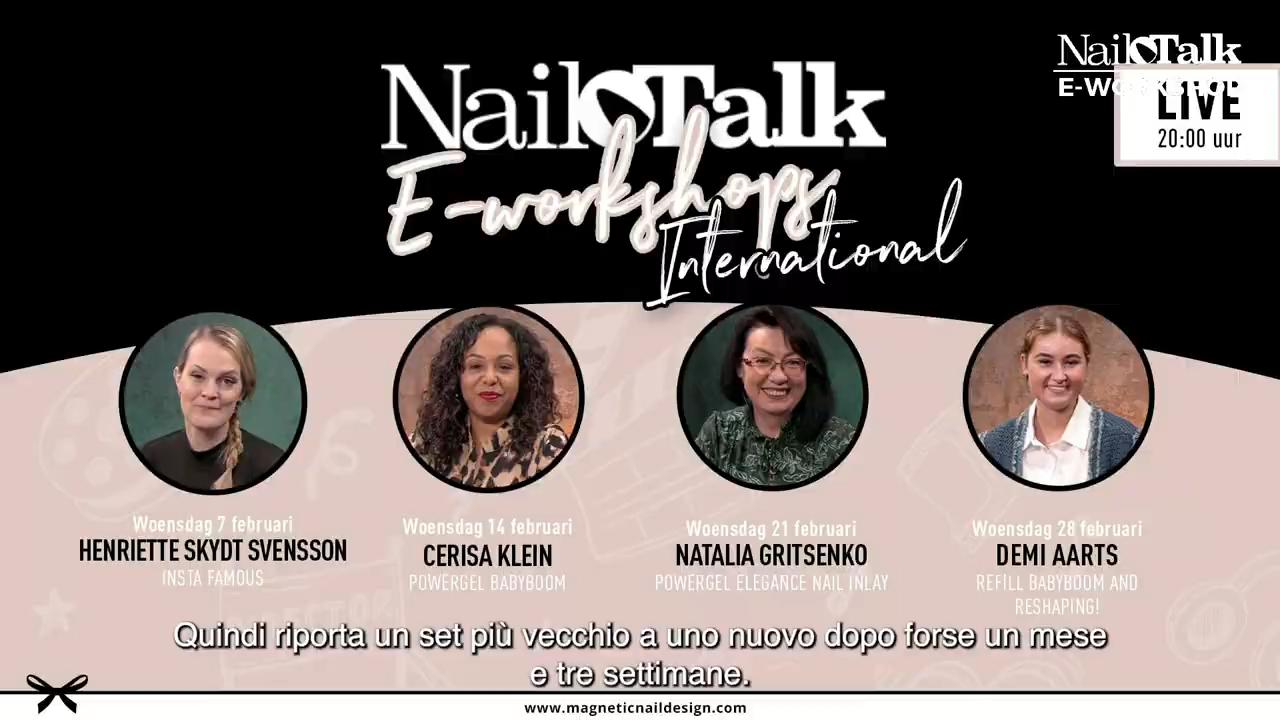 NailTalk
E-WORKSHOP
LIVE
20:00 uur
NailTalk
E-workshops
International
Woensdag 7 februari
HENRIETTE SKYDT SVENSSON
INSTA FAMOUS
Woensdag 14 februari
CERISA KLEIN
POWERGEL BABYBOOM
Woensdag 21 februari
NATALIA GRITSENKO
POWERGEL ELEGANCE NAIL INLAY
Woensdag 28 februari
DEMI AARTS
REFILL BABYBOOM AND
RESHAPING!
DIRECTOR
Quindi riporta un set più vecchio a uno nuovo dopo forse un mese
e tre settimane.
www.magneticnaildesign.com